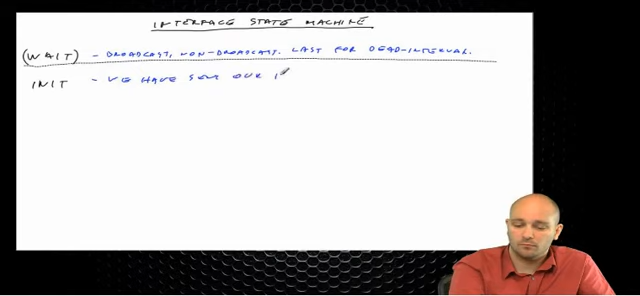 INTERFACE STATE MACHINE
(WAIT) - BROADCAST, NON-BROADCAST. LAST FOR DEAD-INTERVAL.
INIT - WE HAVE SENT OUR